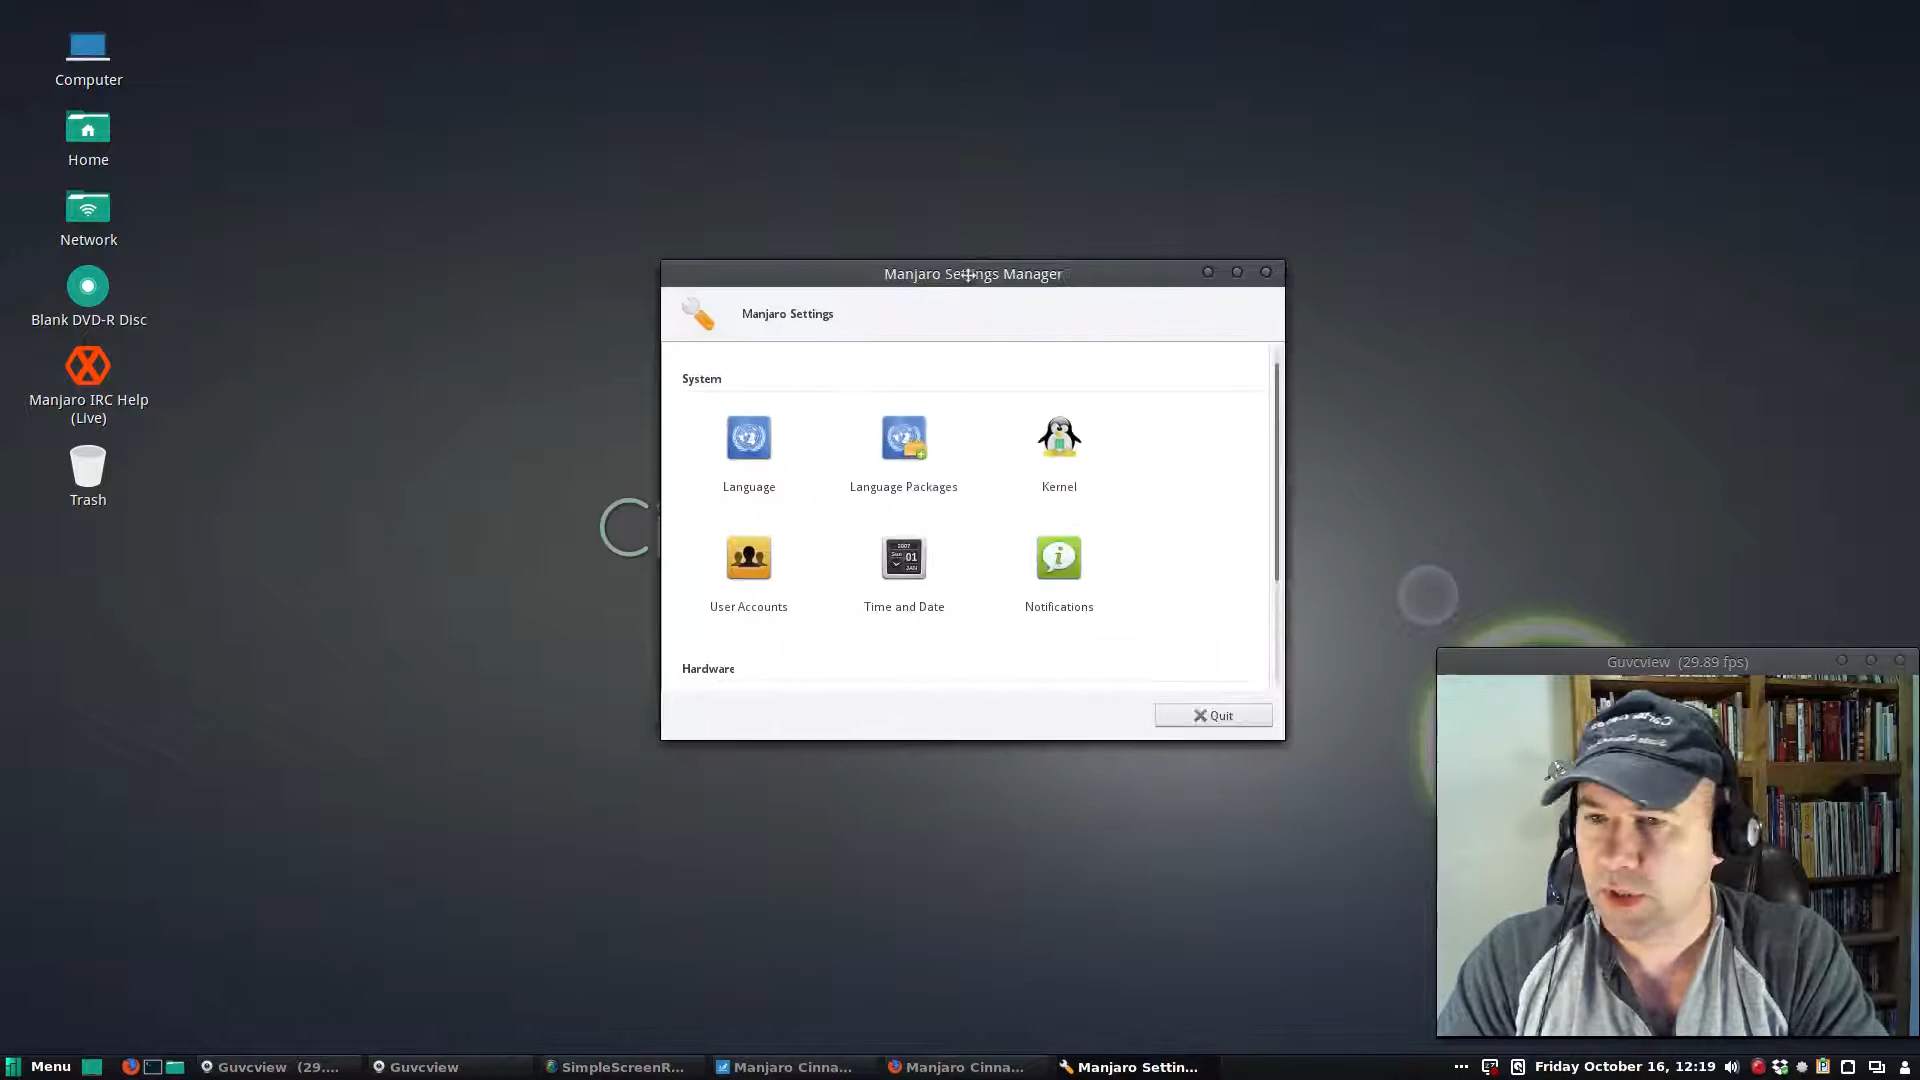 Computer
Home
Network
Blank DVD-R Disc
Manjaro IRC Help
(Live)
Trash
Manjaro Settings Manager
Manjaro Settings
System
Language
Language Packages
Kernel
User Accounts
Time and Date
Notifications
Hardware
Quit
Guvcview (29.89 fps)
Menu
Guvcview (29....
Guvcview
SimpleScreenR...
Manjaro Cinna...
Manjaro Cinna...
Manjaro Settin...
Friday October 16, 12:19